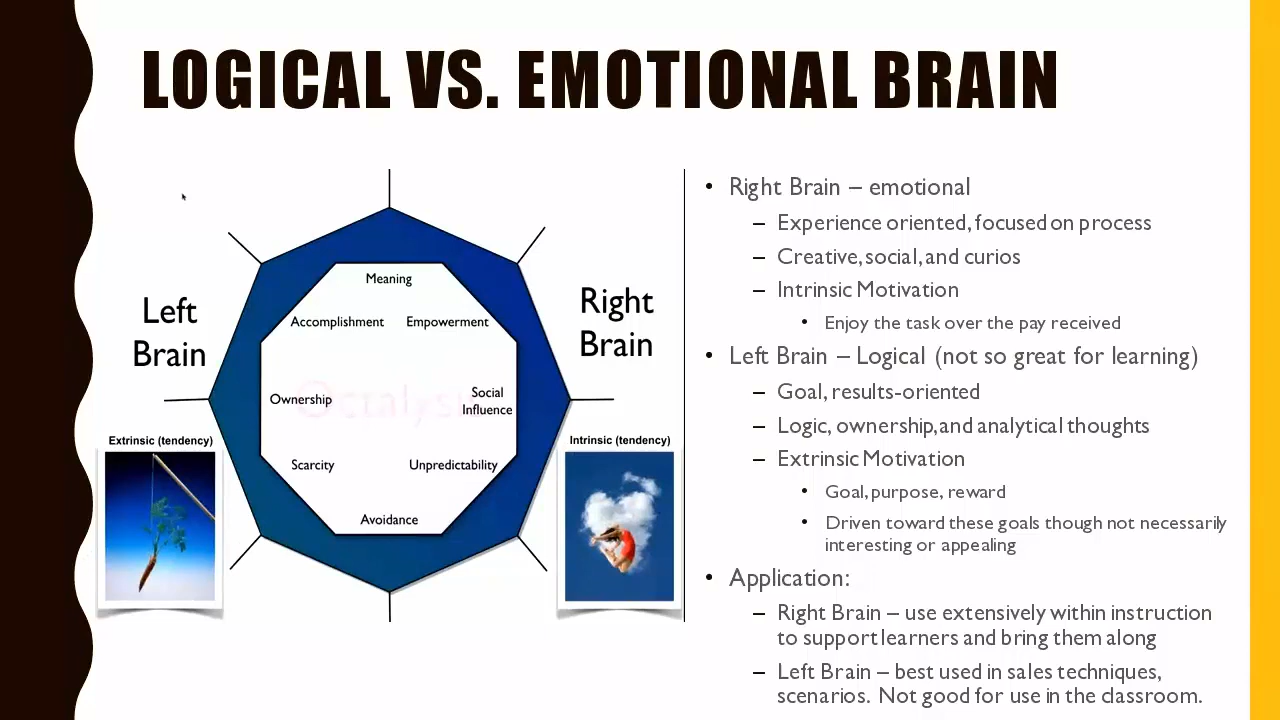 LOGICAL VS. EMOTIONAL BRAIN
Left
Brain
Right
Brain
Meaning
Accomplishment
Empowerment
Ownership
Octalysis
Social
Influence
Scarcity
Unpredictability
Avoidance
Extrinsic (tendency)
Intrinsic (tendency)
• Right Brain – emotional
– Experience oriented, focused on process
– Creative, social, and curios
– Intrinsic Motivation
• Enjoy the task over the pay received
• Left Brain – Logical (not so great for learning)
– Goal, results-oriented
– Logic, ownership, and analytical thoughts
– Extrinsic Motivation
• Goal, purpose, reward
• Driven toward these goals though not necessarily
interesting or appealing
• Application:
– Right Brain – use extensively within instruction
to support learners and bring them along
– Left Brain – best used in sales techniques,
scenarios. Not good for use in the classroom.